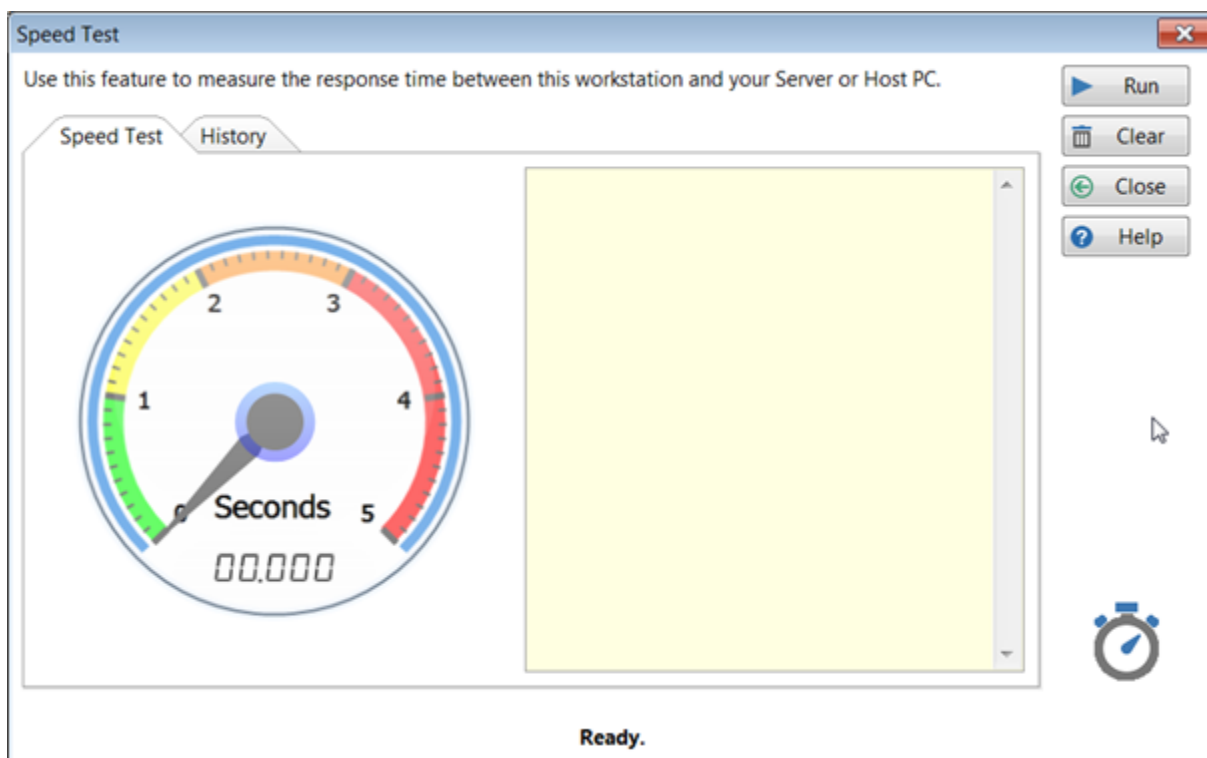 Speed Test
Use this feature to measure the response time between this workstation and your Server or Host PC.
Run
Clear
Close
? Help
Speed Test
History
2 3
1 4
0 Seconds 5
00.000
Ready.